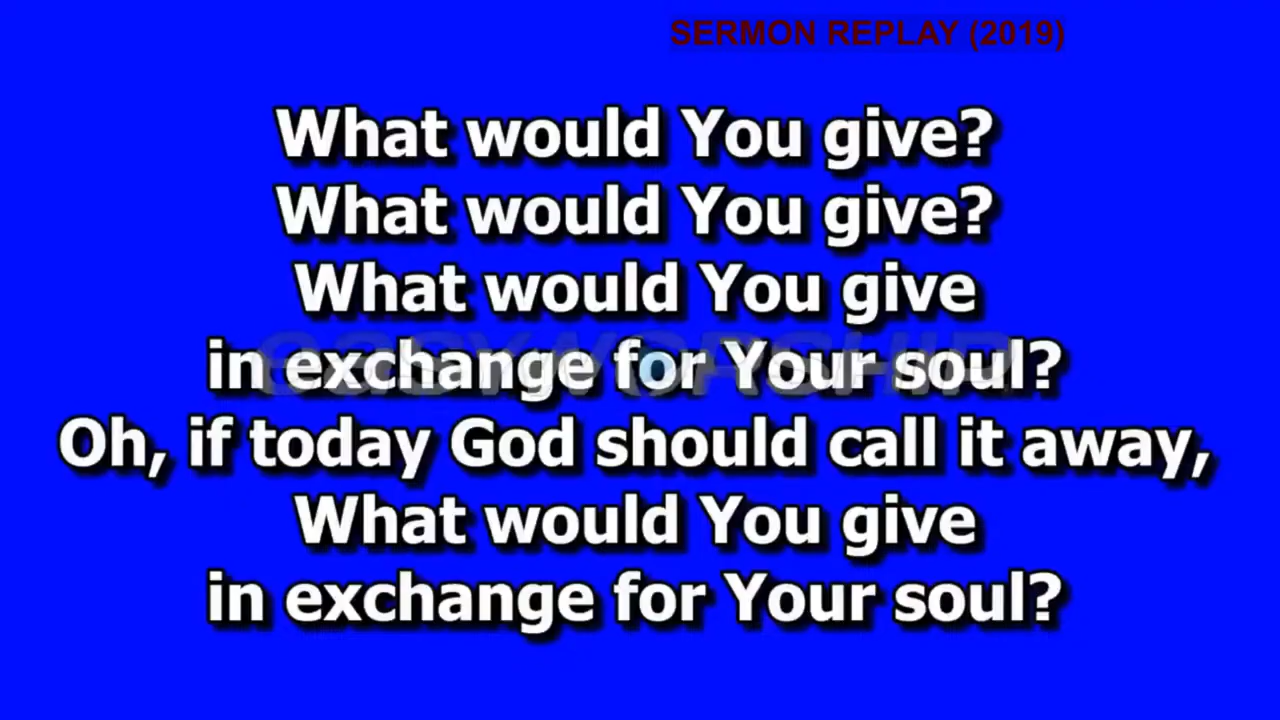 SERMON REPLAY (2019)
What would You give?
What would You give?
What would You give
easyworship
in exchange for Your soul?
Oh, if today God should call it away,
What would You give
in exchange for Your soul?